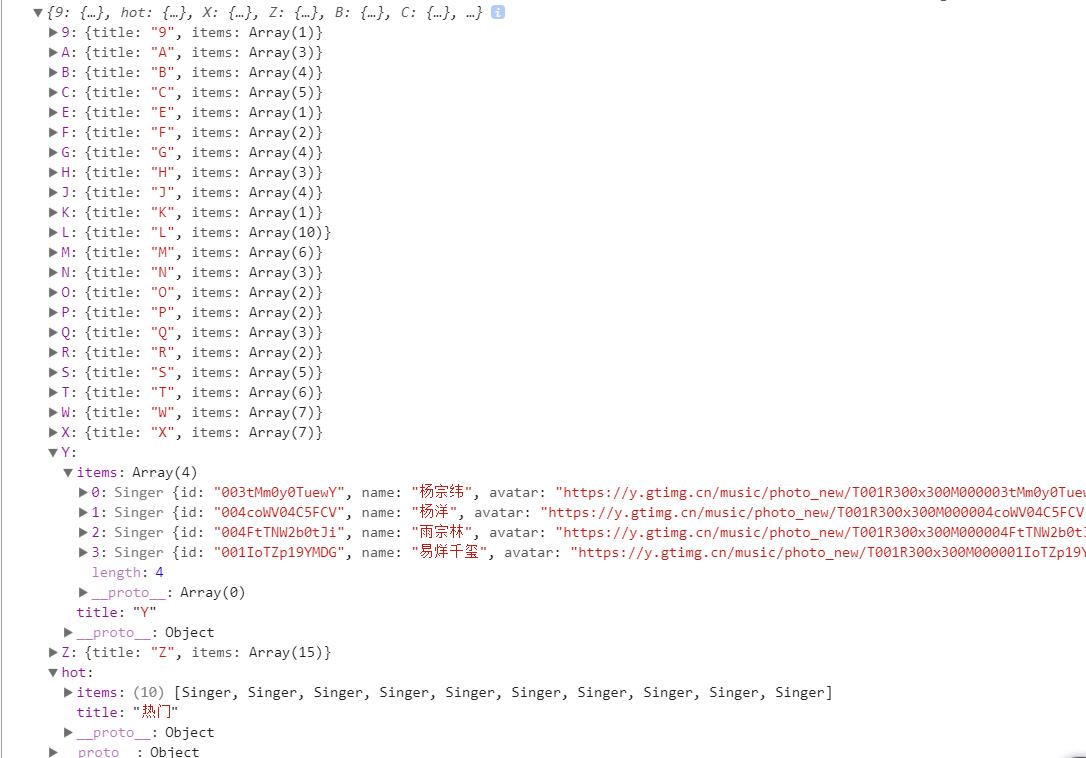 ▼{9: {…}, hot: {…}, X: {…}, Z: {…}, B: {…}, C: {…}, …} i
▶9: {title: "9", items: Array(1)}
▶A: {title: "A", items: Array(3)}
▶B: {title: "B", items: Array(4)}
▶C: {title: "C", items: Array(5)}
▶E: {title: "E", items: Array(1)}
▶F: {title: "F", items: Array(2)}
▶G: {title: "G", items: Array(4)}
▶H: {title: "H", items: Array(3)}
▶J: {title: "J", items: Array(4)}
▶K: {title: "K", items: Array(1)}
▶L: {title: "L", items: Array(10)}
▶M: {title: "M", items: Array(6)}
▶N: {title: "N", items: Array(3)}
▶O: {title: "O", items: Array(2)}
▶P: {title: "P", items: Array(2)}
▶Q: {title: "Q", items: Array(3)}
▶R: {title: "R", items: Array(2)}
▶S: {title: "S", items: Array(5)}
▶T: {title: "T", items: Array(6)}
▶W: {title: "W", items: Array(7)}
▶X: {title: "X", items: Array(7)}
▼Y:
▼items: Array(4)
▶0: Singer {id: "003tMm0y0TuewY", name: "杨宗纬", avatar: "https://y.gtimg.cn/music/photo_new/T001R300x300M000003tMm0y0Tuew
▶1: Singer {id: "004coWV04C5FCV", name: "杨洋", avatar: "https://y.gtimg.cn/music/photo_new/T001R300x300M000004coWV04C5FCV
▶2: Singer {id: "004FtTNW2b0tJi", name: "雨宗林", avatar: "https://y.gtimg.cn/music/photo_new/T001R300x300M000004FtTNW2b0tJ
▶3: Singer {id: "001IoTZp19YMDG", name: "易烊千玺", avatar: "https://y.gtimg.cn/music/photo_new/T001R300x300M000001IoTZp19Y
length: 4
▶__proto__: Array(0)
title: "Y"
▶__proto__: Object
▶Z: {title: "Z", items: Array(15)}
▼hot:
▶items: (10) [Singer, Singer, Singer, Singer, Singer, Singer, Singer, Singer, Singer, Singer]
title: "热门"
▶__proto__: Object
▶__proto__: Object